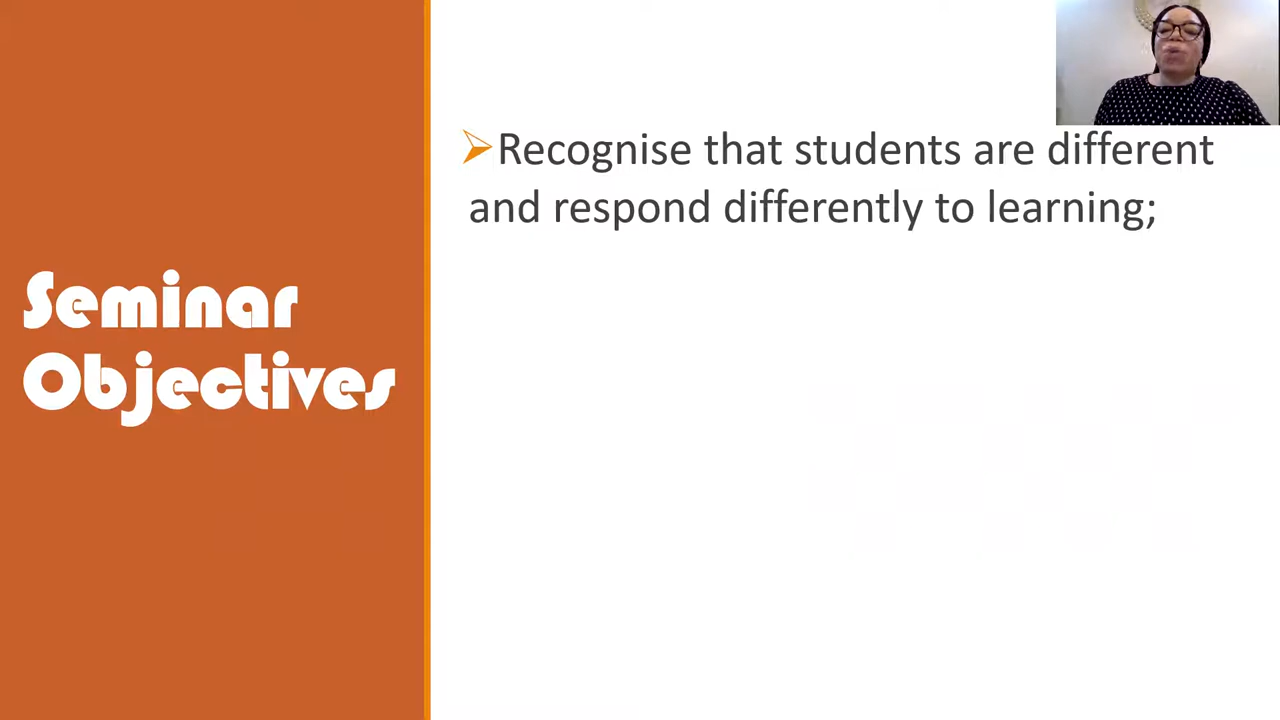 Seminar
Objectives
Recognise that students are different
and respond differently to learning;